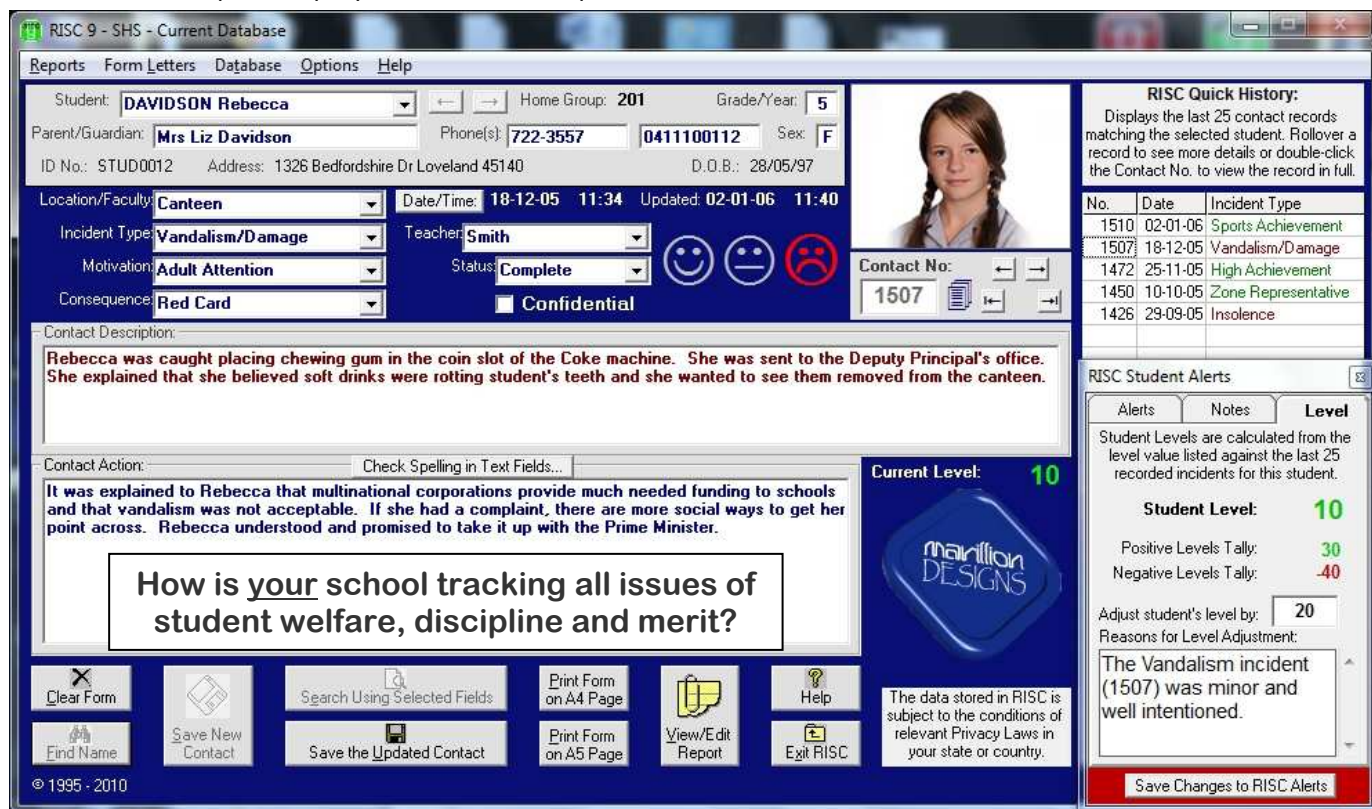 RISC 9 - SHS - Current Database
Reports Form Letters Database Options Help
Student: DAVIDSON Rebecca ← → Home Group: 201 Grade/Year: 5
Parent/Guardian: Mrs Liz Davidson Phone(s): 722-3557 0411100112 Sex: F
ID No.: STUD0012 Address: 1326 Bedfordshire Dr Loveland 45140 D.O.B.: 28/05/97
Location/Faculty: Canteen Date/Time: 18-12-05 11:34 Updated: 02-01-06 11:40
Incident Type: Vandalism/Damage Teacher: Smith
Motivation: Adult Attention Status: Complete
Consequence: Red Card Confidential
Contact No: ← →
1507
Contact Description:
Rebecca was caught placing chewing gum in the coin slot of the Coke machine. She was sent to the Deputy Principal's office.
She explained that she believed soft drinks were rotting student's teeth and she wanted to see them removed from the canteen.
Contact Action: Check Spelling in Text Fields...
It was explained to Rebecca that multinational corporations provide much needed funding to schools
and that vandalism was not acceptable. If she had a complaint, there are more social ways to get her
point across. Rebecca understood and promised to take it up with the Prime Minister.
How is your school tracking all issues of
student welfare, discipline and merit?
Current Level: 10
marillion
DESIGNS
Clear Form
Find Name
Save New
Contact
Search Using Selected Fields
Save the Updated Contact
Print Form
on A4 Page
Print Form
on A5 Page
View/Edit
Report
Help
Exit RISC
The data stored in RISC is
subject to the conditions of
relevant Privacy Laws in
your state or country.
© 1995 - 2010
RISC Quick History:
Displays the last 25 contact records
matching the selected student. Rollover a
record to see more details or double-click
the Contact No. to view the record in full.
No. Date Incident Type
1510 02-01-06 Sports Achievement
1507 18-12-05 Vandalism/Damage
1472 25-11-05 High Achievement
1450 10-10-05 Zone Representative
1426 29-09-05 Insolence
RISC Student Alerts
Alerts Notes Level
Student Levels are calculated from the
level value listed against the last 25
recorded incidents for this student.
Student Level: 10
Positive Levels Tally: 30
Negative Levels Tally: -40
Adjust student's level by: 20
Reasons for Level Adjustment:
The Vandalism incident
(1507) was minor and
well intentioned.
Save Changes to RISC Alerts